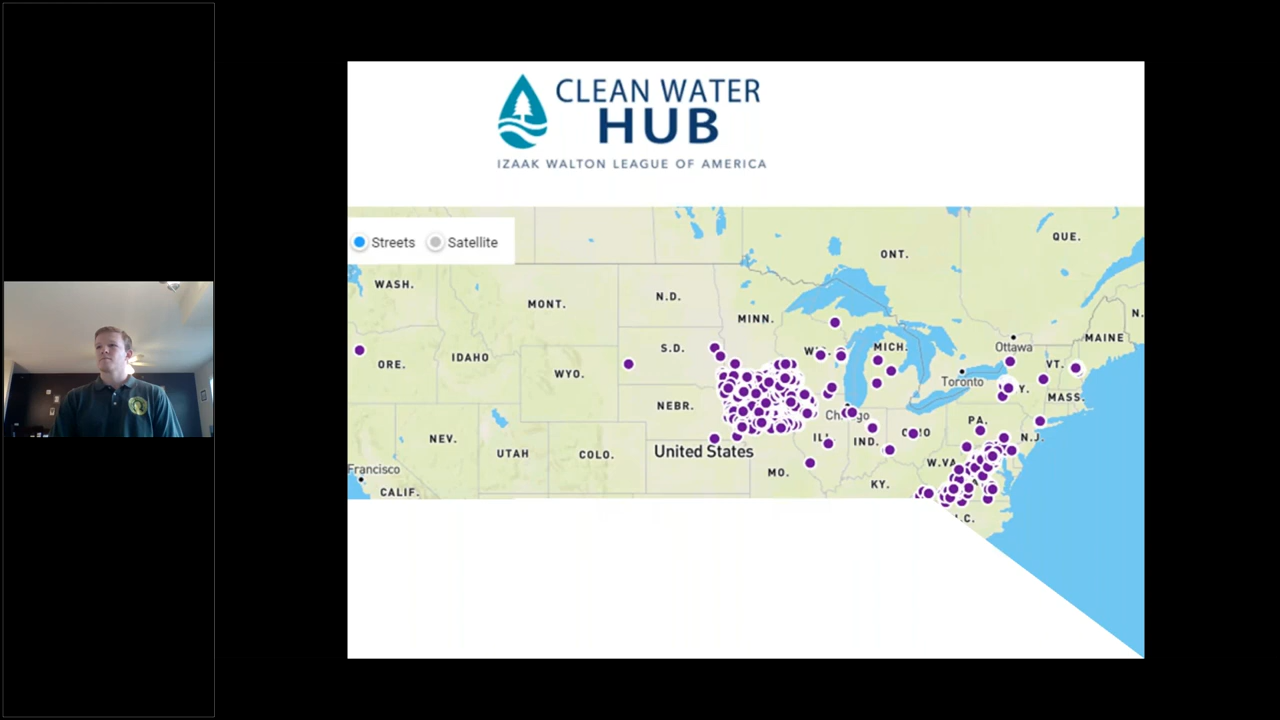 CLEAN WATER
HUB
IZAAK WALTON LEAGUE OF AMERICA
Streets
Satellite
QUE.
ONT.
WASH.
N.D.
MONT.
N.
MINN.
MAINE
S.D.
MICH.
Ottawa
IDAHO
ORE.
VT.
WYO.
Toronto
MASS.
NEBR.
Chicago
PA.
NEV.
OHIO
N.J.
ILL.
IND.
UTAH
COLO.
United States
W.VA.
Francisco
MO.
KY.
CALIF.